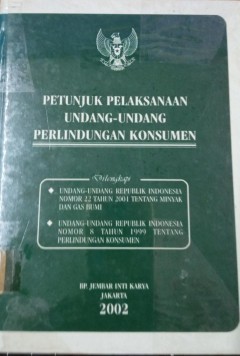 PETUNJUK PELAKSANAAN
UNDANG-UNDANG
PERLINDUNGAN KONSUMEN
Dilengkapi
UNDANG-UNDANG REPUBLIK INDONESIA
NOMOR 22 TAHUN 2001 TENTANG MINYAK
DAN GAS BUMI
UNDANG-UNDANG REPUBLIK INDONESIA
NOMOR 8 TAHUN 1999 TENTANG
PERLINDUNGAN KONSUMEN
BP. JEMBAR INTI KARYA
JAKARTA
2002